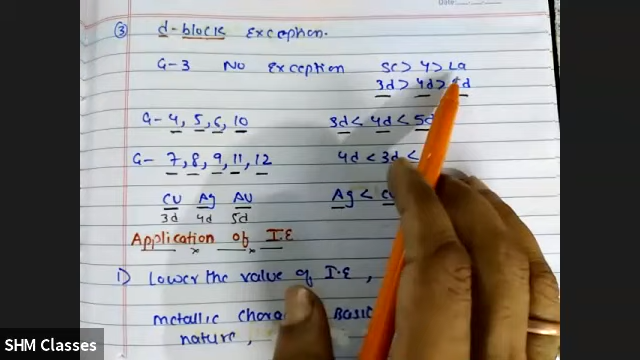 Date:
③ d-block Exception.
G-3 No Exception Sc > Y > La
3d > 4d > 5d
G- 4, 5, 6, 10 3d < 4d < 5d
G- 7, 8, 9, 11, 12 4d < 3d <
Cu Ag Au Ag <
3d 4d 5d
Application of I.E
1) Lower the value of I.E,
metallic Basic
nature,
SHM Classes